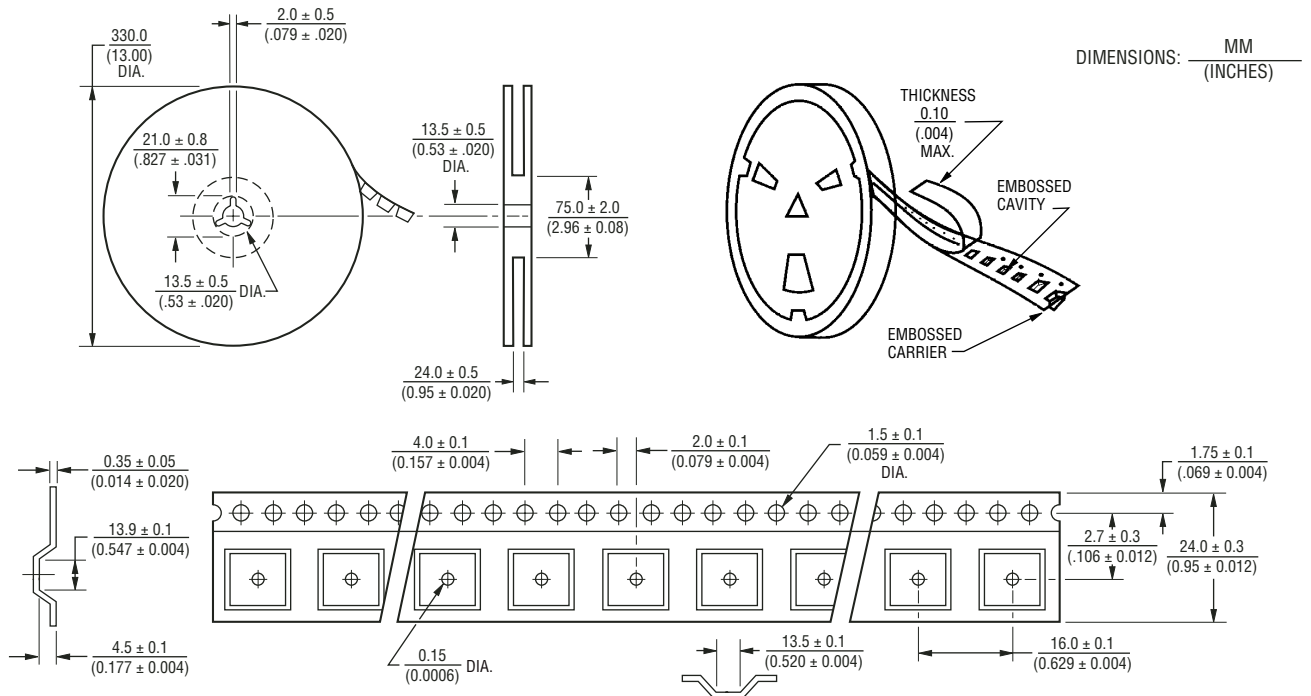 2.0 ± 0.5
(.079 ± .020)
330.0
(13.00)
DIA.
DIMENSIONS: MM
(INCHES)
21.0 ± 0.8
(.827 ± .031)
13.5 ± 0.5
(0.53 ± .020)
DIA.
THICKNESS
0.10
(.004)
MAX.
EMBOSSED
CAVITY
75.0 ± 2.0
(2.96 ± 0.08)
13.5 ± 0.5
(.53 ± .020) DIA.
EMBOSSED
CARRIER
24.0 ± 0.5
(0.95 ± 0.020)
4.0 ± 0.1
(0.157 ± 0.004)
2.0 ± 0.1
(0.079 ± 0.004)
1.5 ± 0.1
(0.059 ± 0.004)
DIA.
1.75 ± 0.1
(.069 ± 0.004)
0.35 ± 0.05
(0.014 ± 0.020)
13.9 ± 0.1
(0.547 ± 0.004)
2.7 ± 0.3
(.106 ± 0.012)
24.0 ± 0.3
(0.95 ± 0.012)
4.5 ± 0.1
(0.177 ± 0.004)
0.15
(0.0006) DIA.
13.5 ± 0.1
(0.520 ± 0.004)
16.0 ± 0.1
(0.629 ± 0.004)